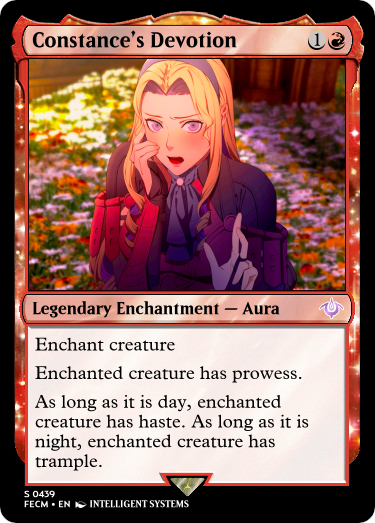 Constance's Devotion 1
Legendary Enchantment — Aura
Enchant creature
Enchanted creature has prowess.
As long as it is day, enchanted
creature has haste. As long as it is
night, enchanted creature has
trample.
S 0439
FECM • EN INTELLIGENT SYSTEMS